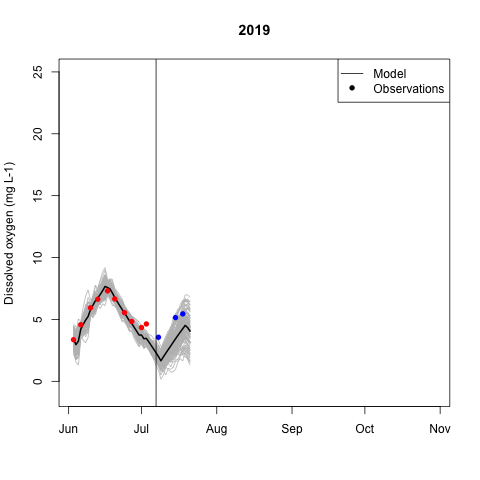 2019
Model
Observations
Dissolved oxygen (mg L-1)
25
20
15
10
5
0
Jun Jul Aug Sep Oct Nov